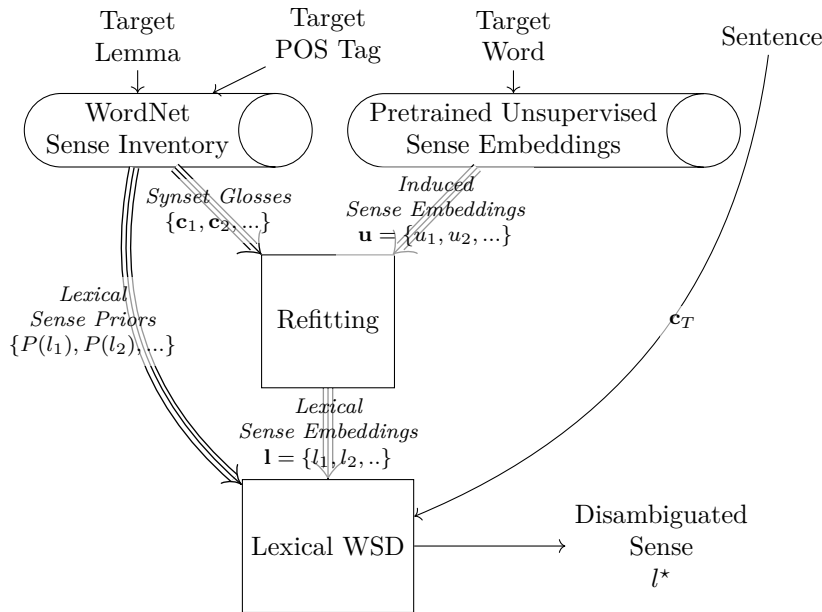 Target
Lemma
Target
POS Tag
Target
Word
Sentence
WordNet
Sense Inventory
Pretrained Unsupervised
Sense Embeddings
Synset Glosses
{c₁, c₂, ...}
Induced
Sense Embeddings
u = {u₁, u₂, ...}
Lexical
Sense Priors
{P(l₁), P(l₂), ...}
Refitting
c_T
Lexical
Sense Embeddings
l = {l₁, l₂, ..}
Lexical WSD
Disambiguated
Sense
l⋆